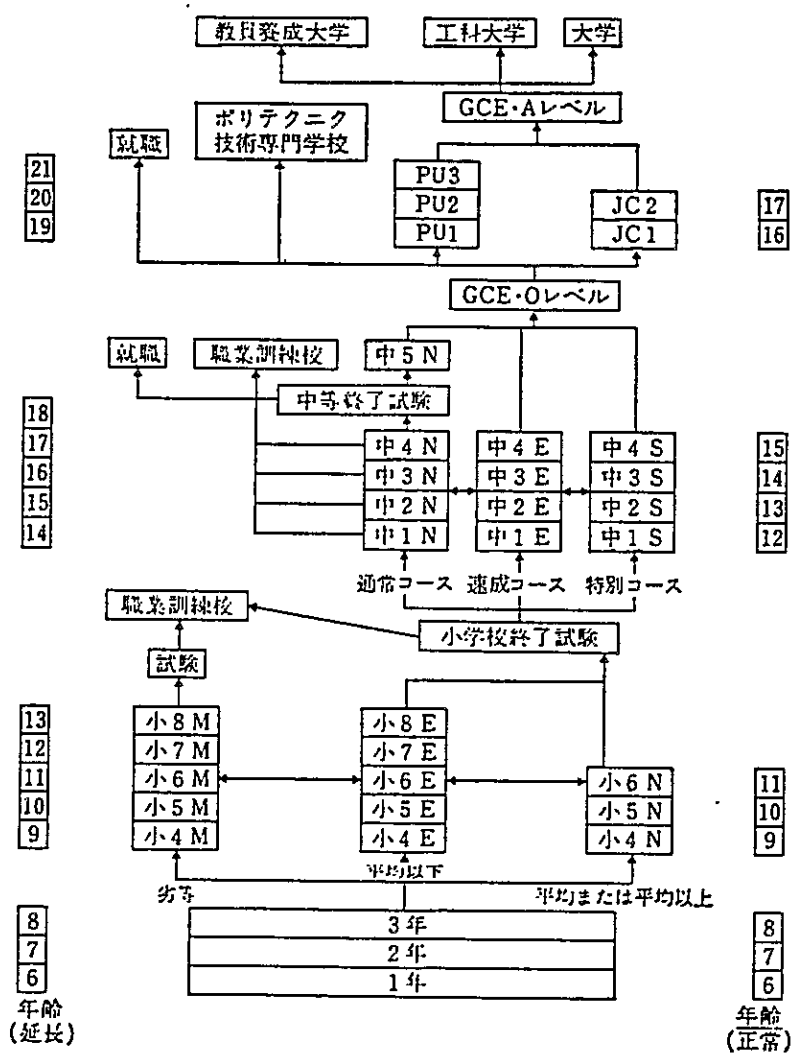 教員養成大学 工科大学 大学
GCE・Aレベル
ポリテクニク
技術専門学校
就職
21 PU3
20 PU2 JC2 17
19 PU1 JC1 16
GCE・Oレベル
就職 職業訓練校 中5N
中等終了試験
18
17 中4N 中4E 中4S 15
16 中3N 中3E 中3S 14
15 中2N 中2E 中2S 13
14 中1N 中1E 中1S 12
通常コース 速成コース 特別コース
職業訓練校
小学校終了試験
試験
13 小8M 小8E
12 小7M 小7E
11 小6M 小6E 小6N 11
10 小5M 小5E 小5N 10
9 小4M 小4E 小4N 9
劣等 平均以下 平均または平均以上
8 3年 8
7 2年 7
6 1年 6
年齢 年齢
(延長) (正常)